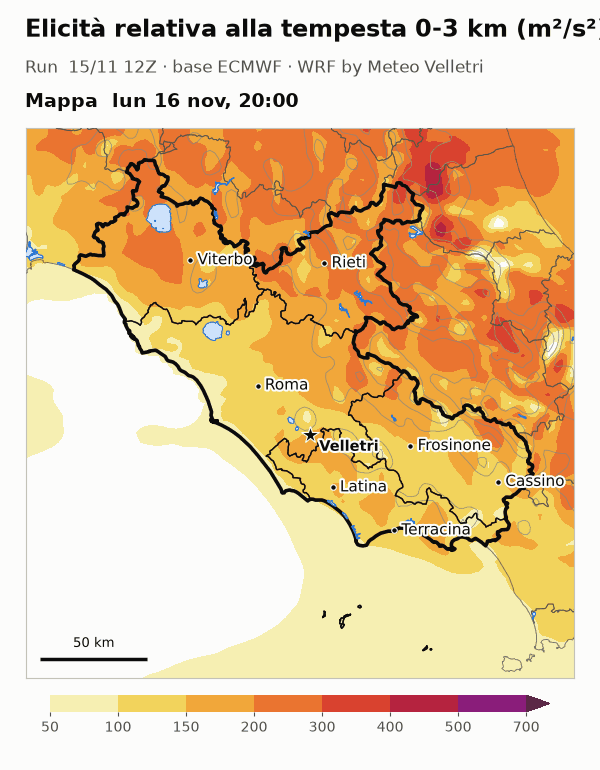 Elicità relativa alla tempesta 0-3 km (m²/s²)
Run 15/11 12Z · base ECMWF · WRF by Meteo Velletri
Mappa lun 16 nov, 20:00
Viterbo
Rieti
Roma
Velletri
Frosinone
Cassino
Latina
Terracina
50 km
50 100 150 200 300 400 500 700